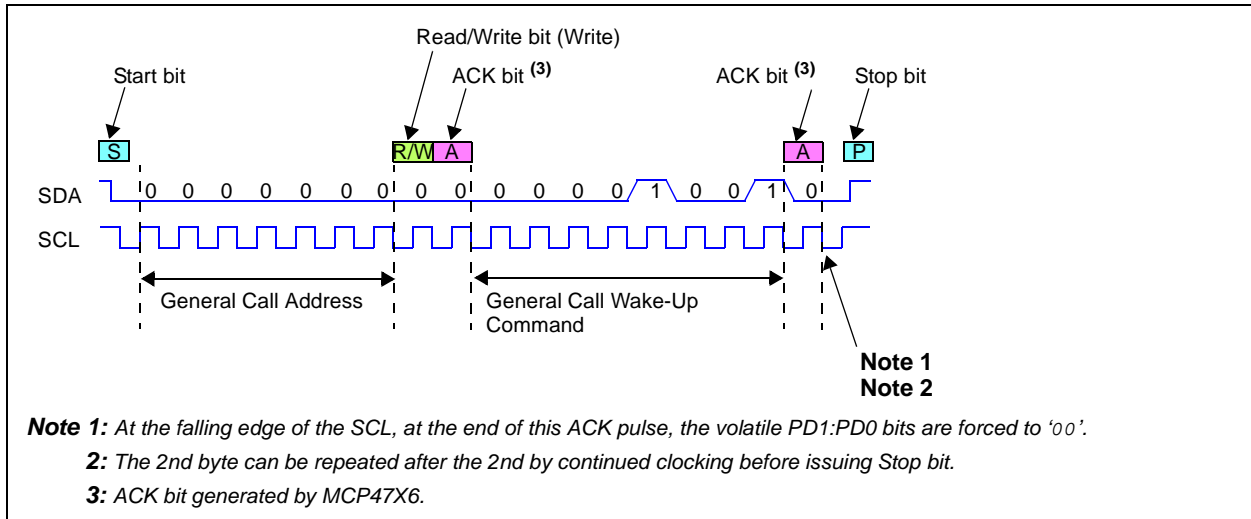 Read/Write bit (Write)
Start bit
ACK bit (3)
ACK bit (3)
Stop bit
S
R/W
A
A
P
SDA
0 0 0 0 0 0 0 0 0 0 0 0 0 1 0 0 1 0
SCL
General Call Address
General Call Wake-Up
Command
Note 1
Note 2
Note 1: At the falling edge of the SCL, at the end of this ACK pulse, the volatile PD1:PD0 bits are forced to ‘00’.
2: The 2nd byte can be repeated after the 2nd by continued clocking before issuing Stop bit.
3: ACK bit generated by MCP47X6.